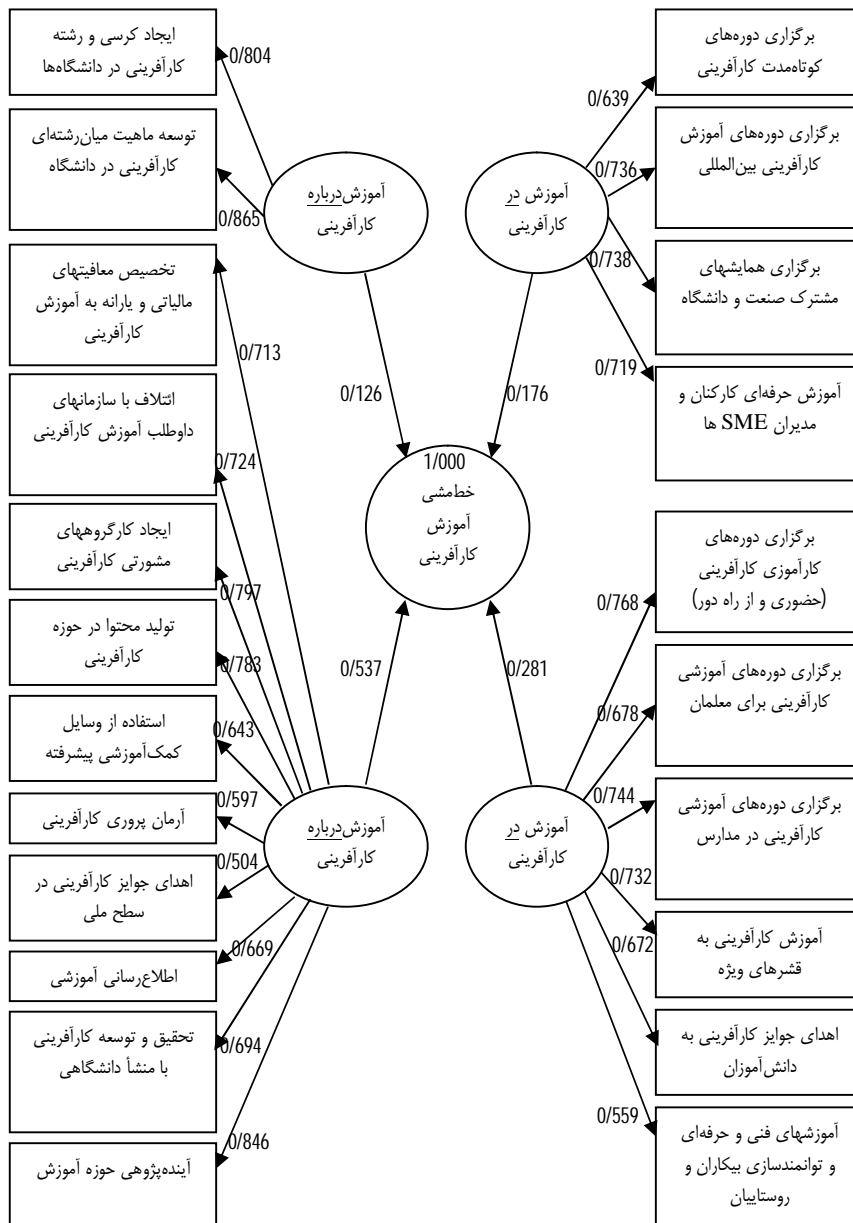 برگزاری دوره‌های
کوتاه‌مدت کارآفرینی
برگزاری دوره‌های آموزش
کارآفرینی بین‌المللی
برگزاری همایشهای
مشترک صنعت و دانشگاه
آموزش حرفه‌ای کارکنان و
مدیران SME ها
0/639
0/736
0/738
0/719
آموزش در
کارآفرینی
0/176
ایجاد کرسی و رشته
کارآفرینی در دانشگاه‌ها
توسعه ماهیت میان‌رشته‌ای
کارآفرینی در دانشگاه
0/804
0/865
آموزش درباره
کارآفرینی
0/126
1/000
خط‌مشی
آموزش
کارآفرینی
برگزاری دوره‌های
کارآموزی کارآفرینی
(حضوری و از راه دور)
برگزاری دوره‌های آموزشی
کارآفرینی برای معلمان
برگزاری دوره‌های آموزشی
کارآفرینی در مدارس
آموزش کارآفرینی به
قشرهای ویژه
اهدای جوایز کارآفرینی به
دانش‌آموزان
آموزشهای فنی و حرفه‌ای
و توانمندسازی بیکاران و
روستاییان
0/768
0/678
0/744
0/732
0/672
0/559
آموزش در
کارآفرینی
0/281
تخصیص معافیتهای
مالیاتی و یارانه به آموزش
کارآفرینی
ائتلاف با سازمانهای
داوطلب آموزش کارآفرینی
ایجاد کارگروههای
مشورتی کارآفرینی
تولید محتوا در حوزه
کارآفرینی
استفاده از وسایل
کمک‌آموزشی پیشرفته
آرمان پروری کارآفرینی
اهدای جوایز کارآفرینی در
سطح ملی
اطلاع‌رسانی آموزشی
تحقیق و توسعه کارآفرینی
با منشأ دانشگاهی
آینده‌پژوهی حوزه آموزش
0/713
0/724
0/797
0/783
0/643
0/597
0/504
0/669
0/694
0/846
آموزش درباره
کارآفرینی
0/537